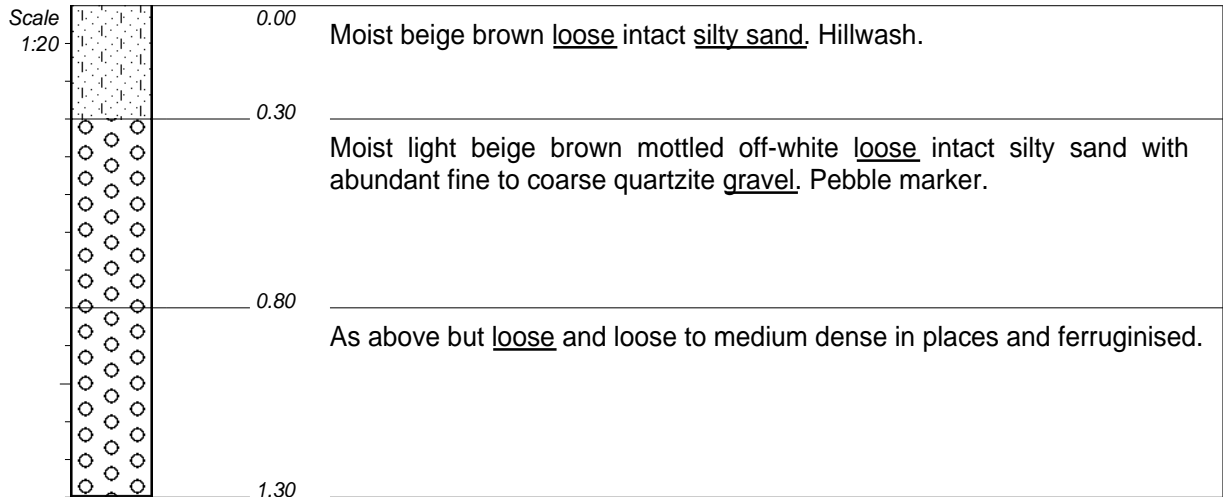 Scale
1:20
0.00
Moist beige brown loose intact silty sand. Hillwash.
0.30
Moist light beige brown mottled off-white loose intact silty sand with
abundant fine to coarse quartzite gravel. Pebble marker.
0.80
As above but loose and loose to medium dense in places and ferruginised.
1.30